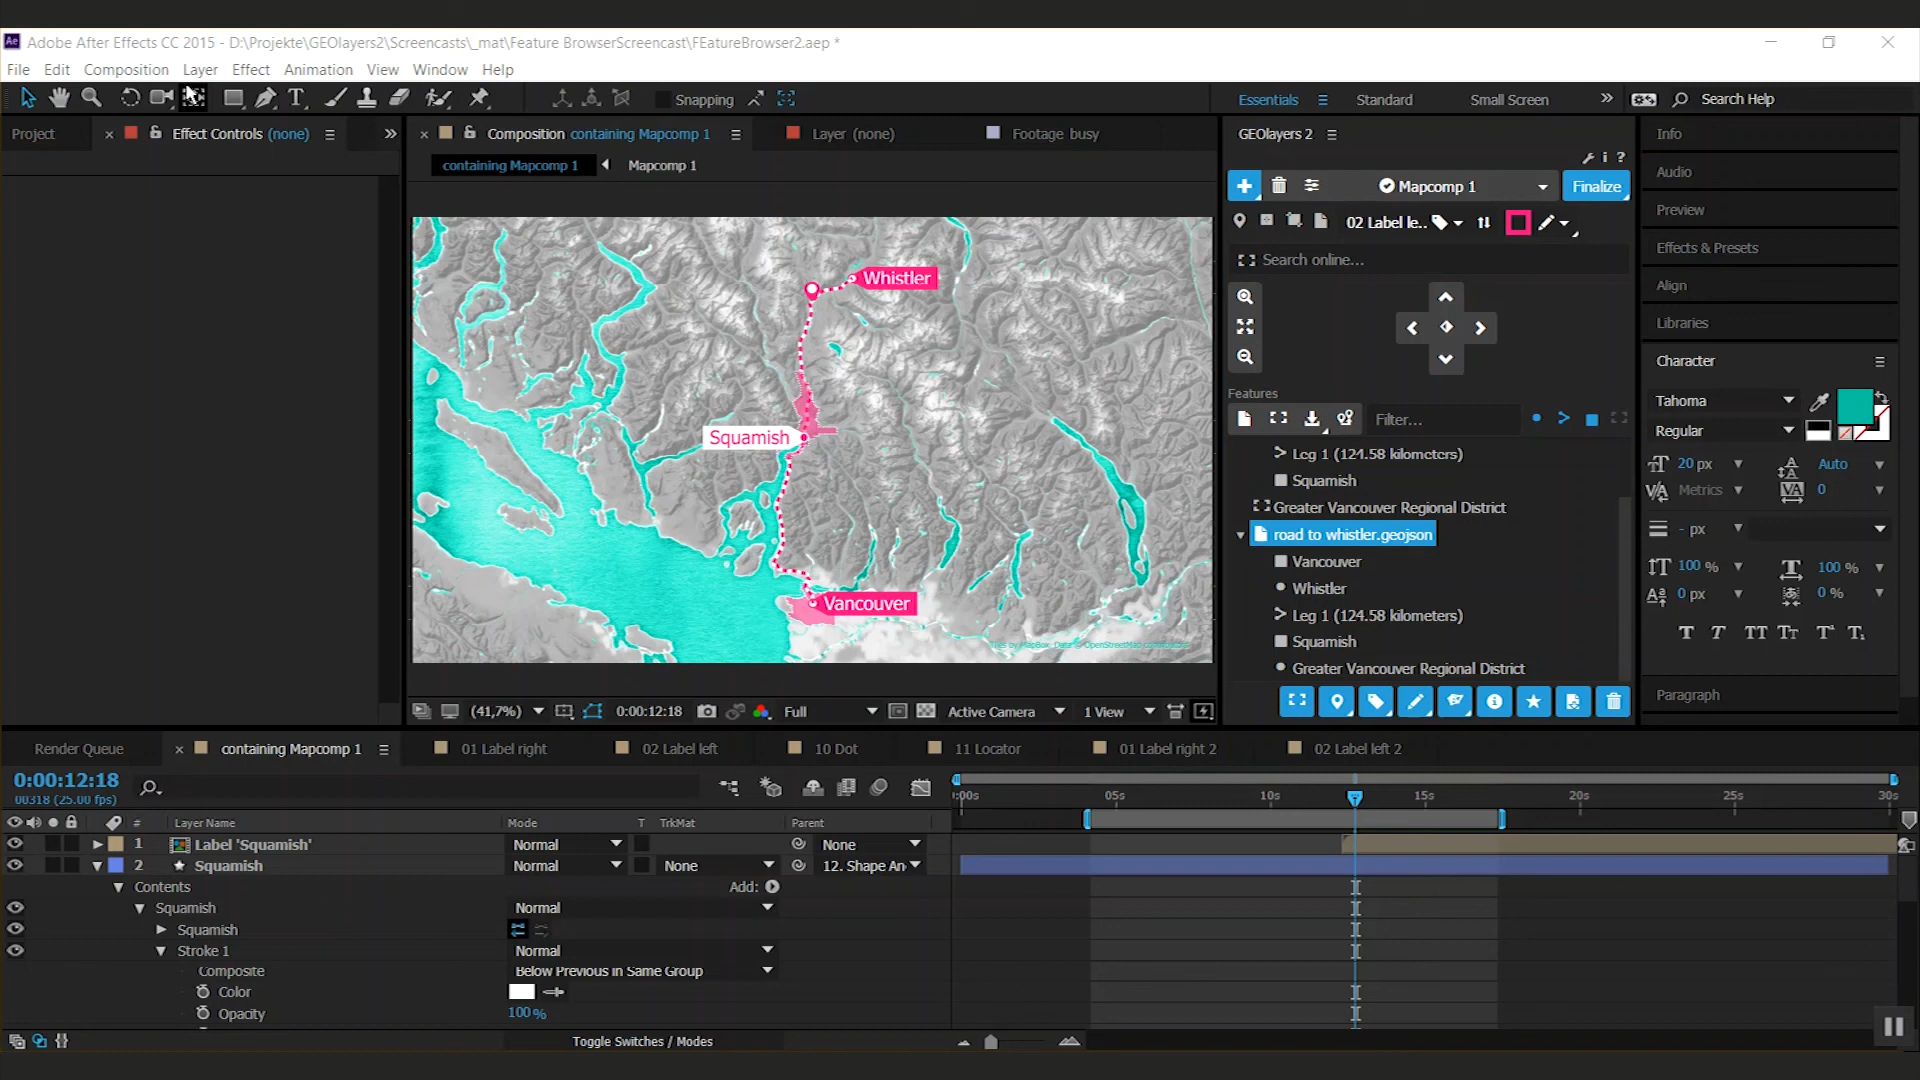 Adobe After Effects CC 2015 - D:\Projekte\GEOlayers2\Screencasts\_mat\Feature BrowserScreencast\FEatureBrowser2.aep *
File Edit Composition Layer Effect Animation View Window Help
Snapping
Essentials Standard Small Screen Search Help
Project
Effect Controls (none)
Composition containing Mapcomp 1
Layer (none)
Footage busy
containing Mapcomp 1
Mapcomp 1
Whistler
Squamish
Vancouver
(41,7%) 0:00:12:18 Full Active Camera 1 View
GEOlayers 2
Mapcomp 1
Finalize
02 Label le..
Search online...
Features
Filter...
Leg 1 (124.58 kilometers)
Squamish
Greater Vancouver Regional District
road to whistler.geojson
Vancouver
Whistler
Leg 1 (124.58 kilometers)
Squamish
Greater Vancouver Regional District
Info
Audio
Preview
Effects & Presets
Align
Libraries
Character
Tahoma
Regular
20 px Auto
Metrics 0
- px
100 % 100 %
0 px 0 %
Paragraph
Render Queue
containing Mapcomp 1
01 Label right
02 Label left
10 Dot
11 Locator
01 Label right 2
02 Label left 2
0:00:12:18
00318 (25.00 fps)
:00s 05s 10s 15s 20s 25s 30s
# Layer Name Mode T TrkMat Parent
1 Label 'Squamish' Normal None
2 Squamish Normal None 12. Shape An
Contents Add:
Squamish Normal
Squamish
Stroke 1 Normal
Composite Below Previous in Same Group
Color
Opacity 100 %
Toggle Switches / Modes